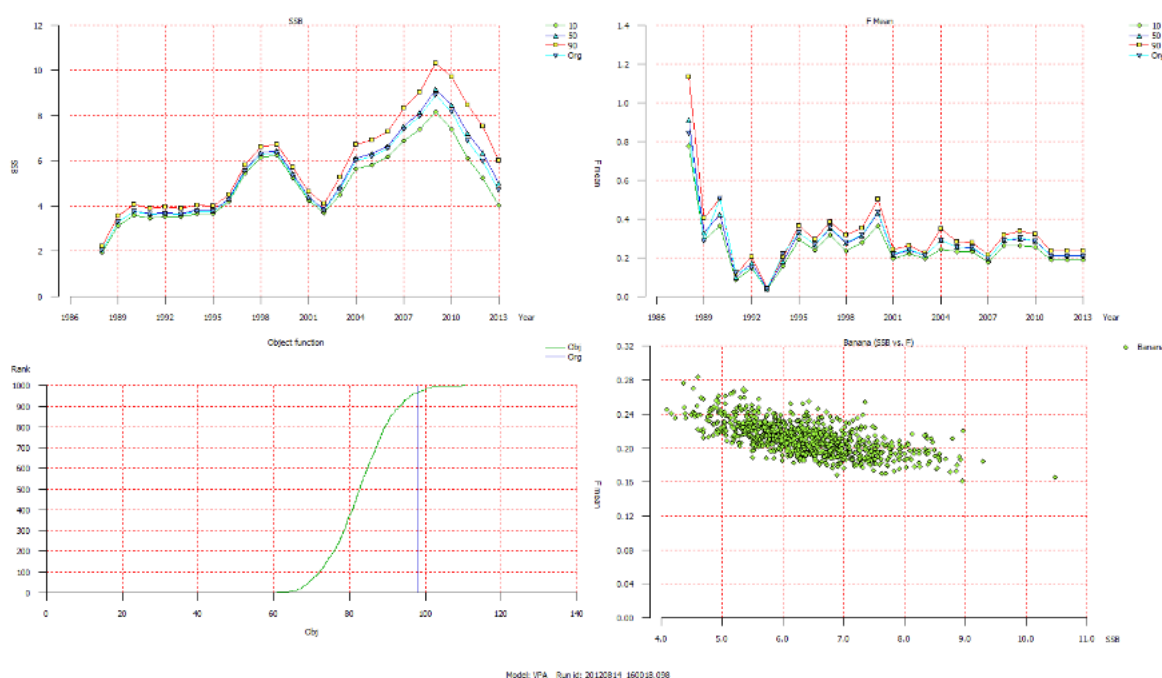 SSB
10
50
90
Org
12
10
8
6
4
2
0
SSB
1986 1989 1992 1995 1998 2001 2004 2007 2010 2013 Year
F Mean
10
50
90
Org
1.4
1.2
1.0
0.8
0.6
0.4
0.2
0.0
F mean
1986 1989 1992 1995 1998 2001 2004 2007 2010 2013 Year
Object function
Obj
Org
Rank
1000
900
800
700
600
500
400
300
200
100
0
0 20 40 60 80 100 120 140
Obj
Banana (SSB vs. F)
Banana
0.32
0.28
0.24
0.20
0.16
0.12
0.08
0.04
0.00
F mean
4.0 5.0 6.0 7.0 8.0 9.0 10.0 11.0 SSB
Model: VPA Run id: 20120814 160018.098